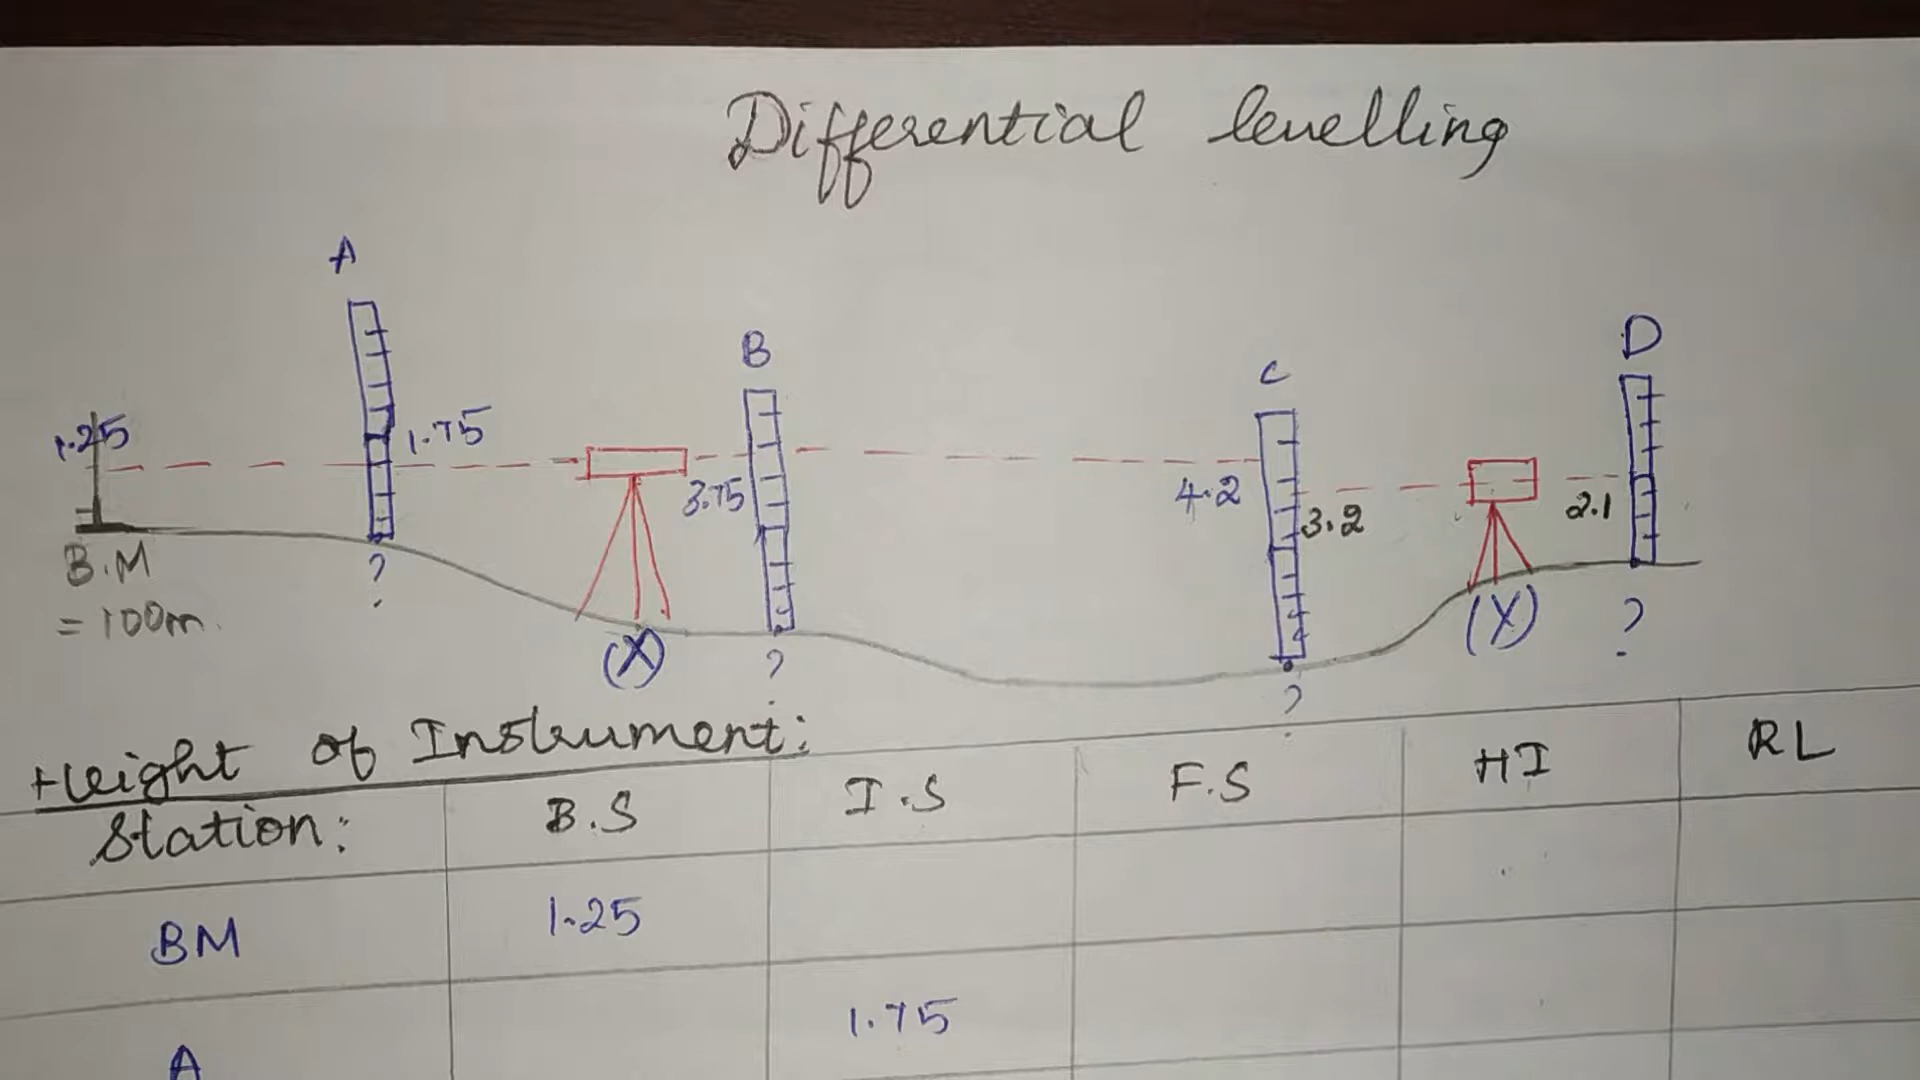 Differential levelling
A
B
C
D
1.25
1.75
3.75
4.2
3.2
2.1
B.M
= 100m.
?
(X)
?
?
(Y)
?
Height of Instrument:
Station: B.S I.S F.S HI RL
BM 1.25
A 1.75